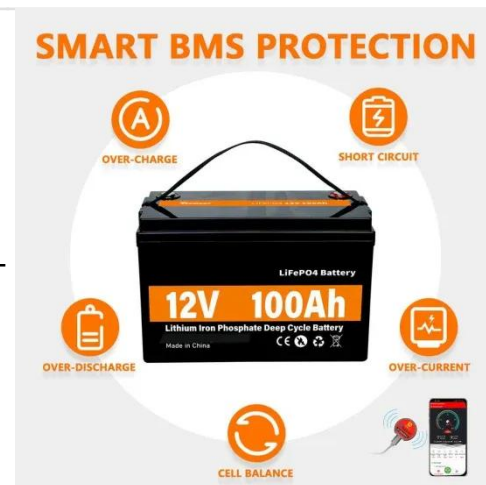 SMART BMS PROTECTION
OVER-CHARGE
SHORT CIRCUIT
LiFePO4 Battery
12V 100Ah
Lithium Iron Phosphate Deep Cycle Battery
Made in China
CE
OVER-DISCHARGE
OVER-CURRENT
CELL BALANCE